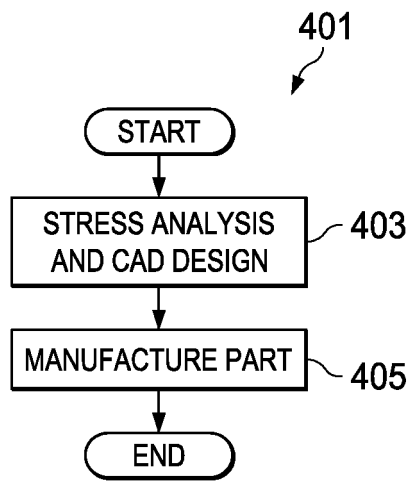 401
START
STRESS ANALYSIS
AND CAD DESIGN
403
MANUFACTURE PART
405
END